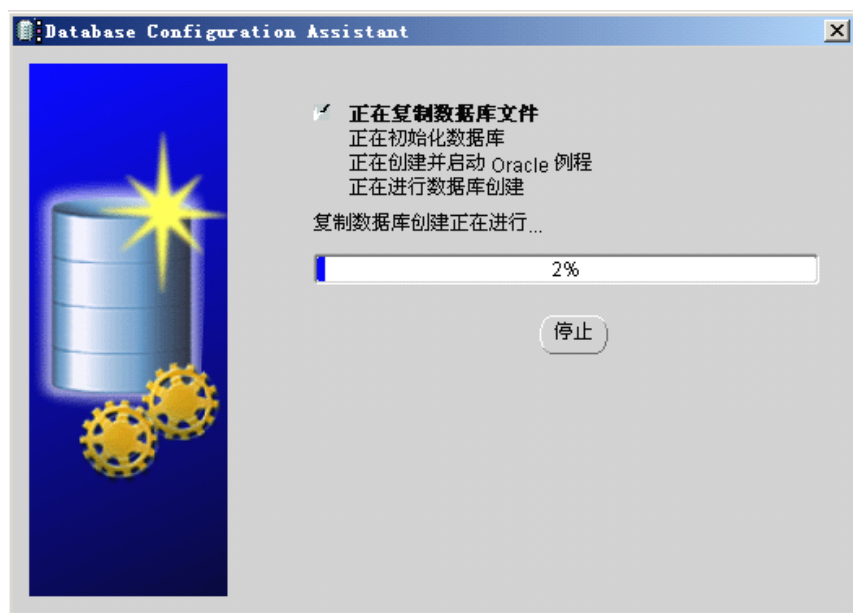 Database Configuration Assistant
正在复制数据库文件
正在初始化数据库
正在创建并启动 Oracle 例程
正在进行数据库创建
复制数据库创建正在进行...
2%
停止